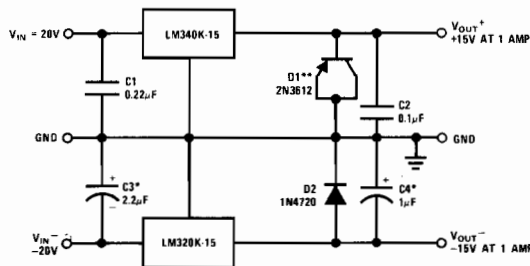 VIN = 20V
LM340K-15
VOUT+
+15V AT 1 AMP
D1**
2N3612
C1
0.22μF
C2
0.1μF
GND
GND
+
C3*
2.2μF
–
D2
1N4720
+
C4*
1μF
VIN–
–20V
LM320K-15
VOUT–
–15V AT 1 AMP